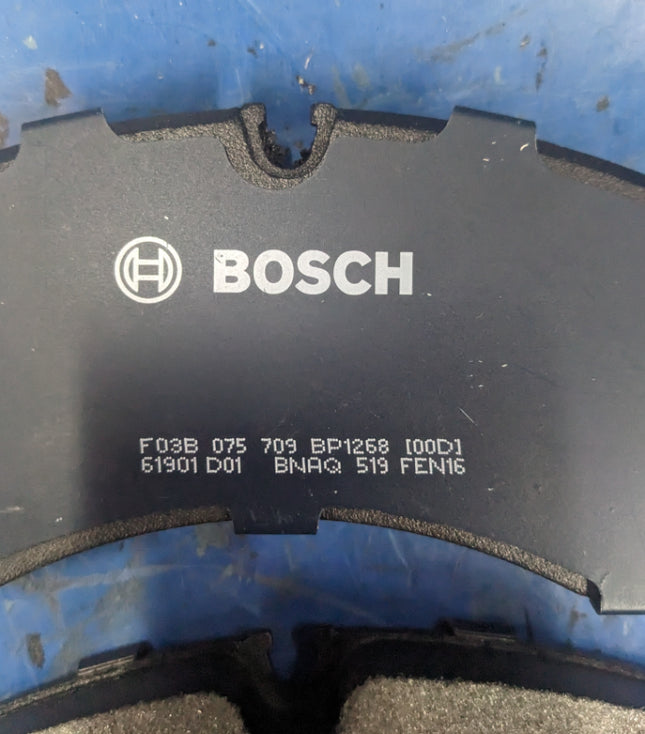 BOSCH
F03B 075 709 BP1268 [00D]
61901 D01 BNAQ 519 FEN16